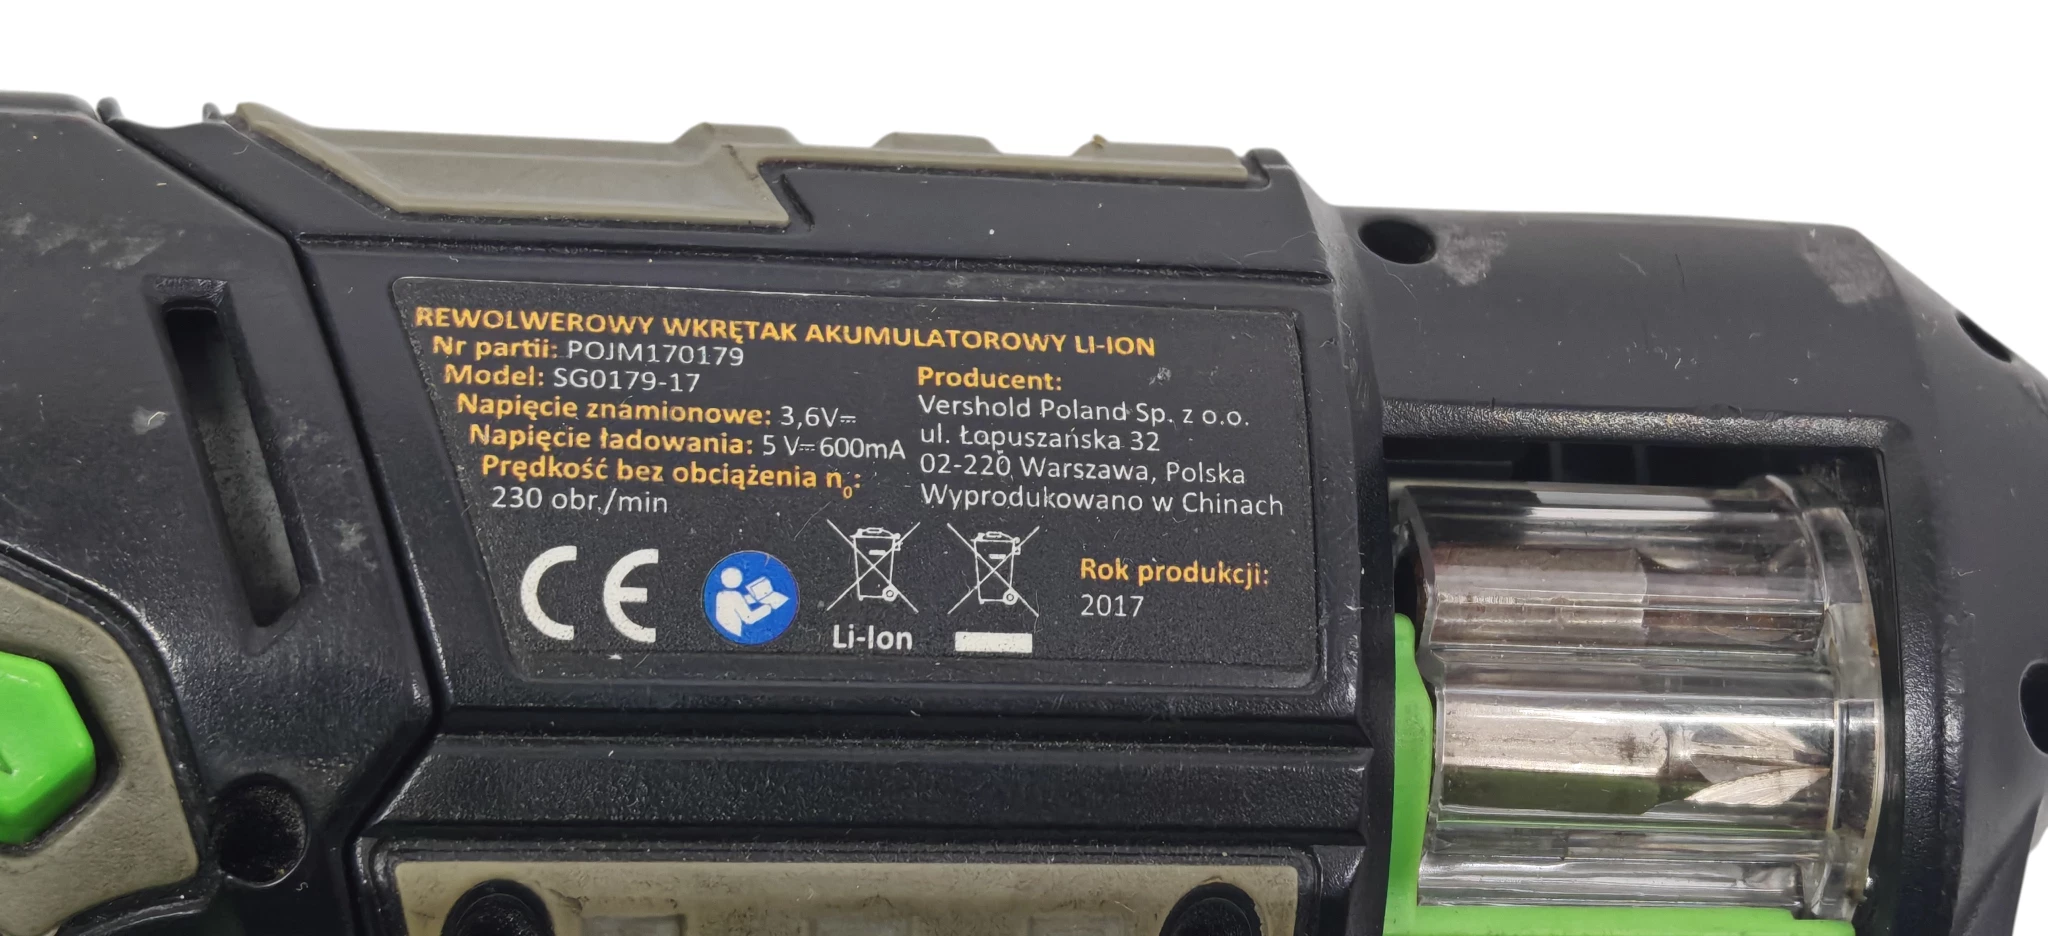 REWOLWEROWY WKRĘTAK AKUMULATOROWY LI-ION
Nr partii: POJM170179
Model: SG0179-17
Napięcie znamionowe: 3,6V⎓
Napięcie ładowania: 5 V⎓600mA
Prędkość bez obciążenia n₀:
230 obr./min
Producent:
Vershold Poland Sp. z o.o.
ul. Łopuszańska 32
02-220 Warszawa, Polska
Wyprodukowano w Chinach
CE
Li-Ion
Rok produkcji:
2017